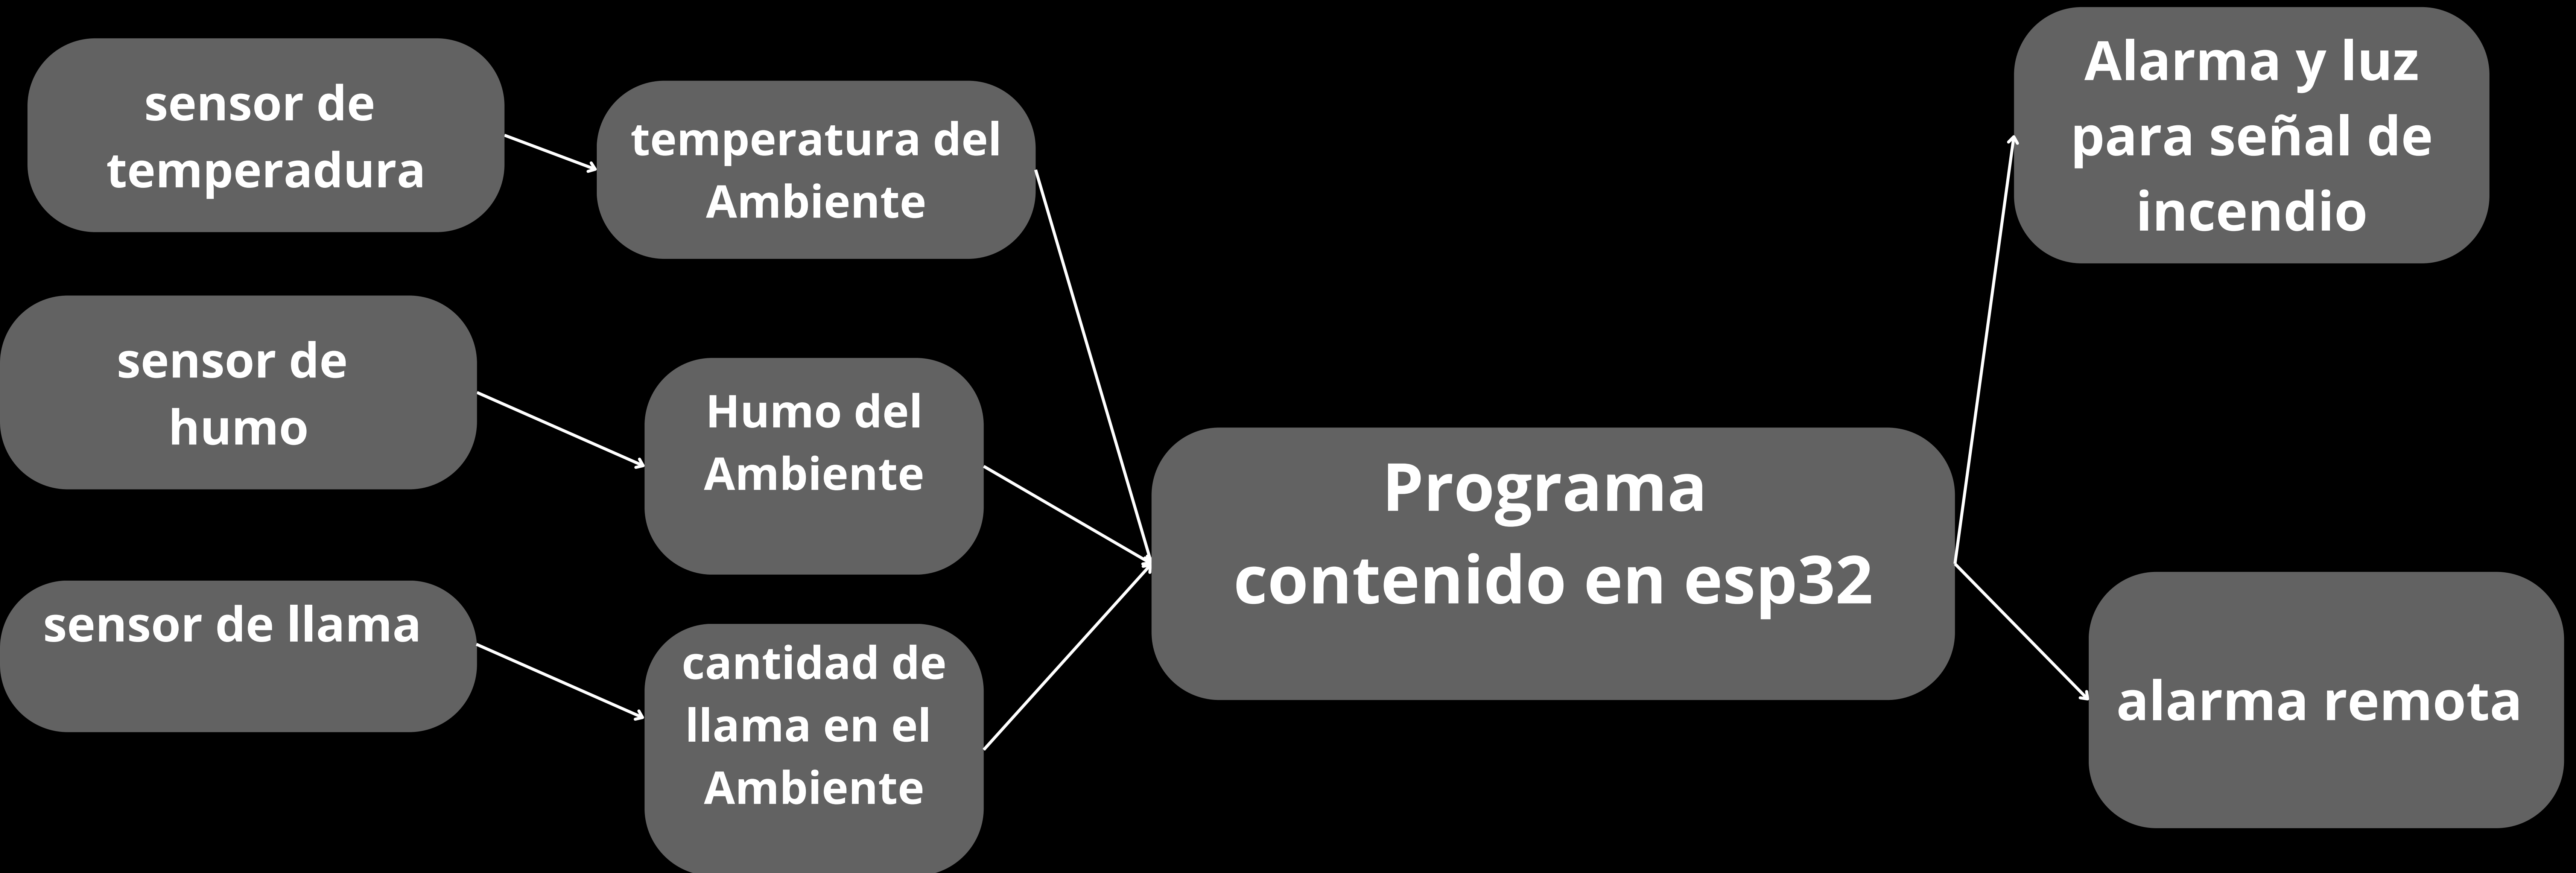 sensor de
temperadura
temperatura del
Ambiente
sensor de
humo
Humo del
Ambiente
sensor de llama
cantidad de
llama en el
Ambiente
Programa
contenido en esp32
Alarma y luz
para señal de
incendio
alarma remota